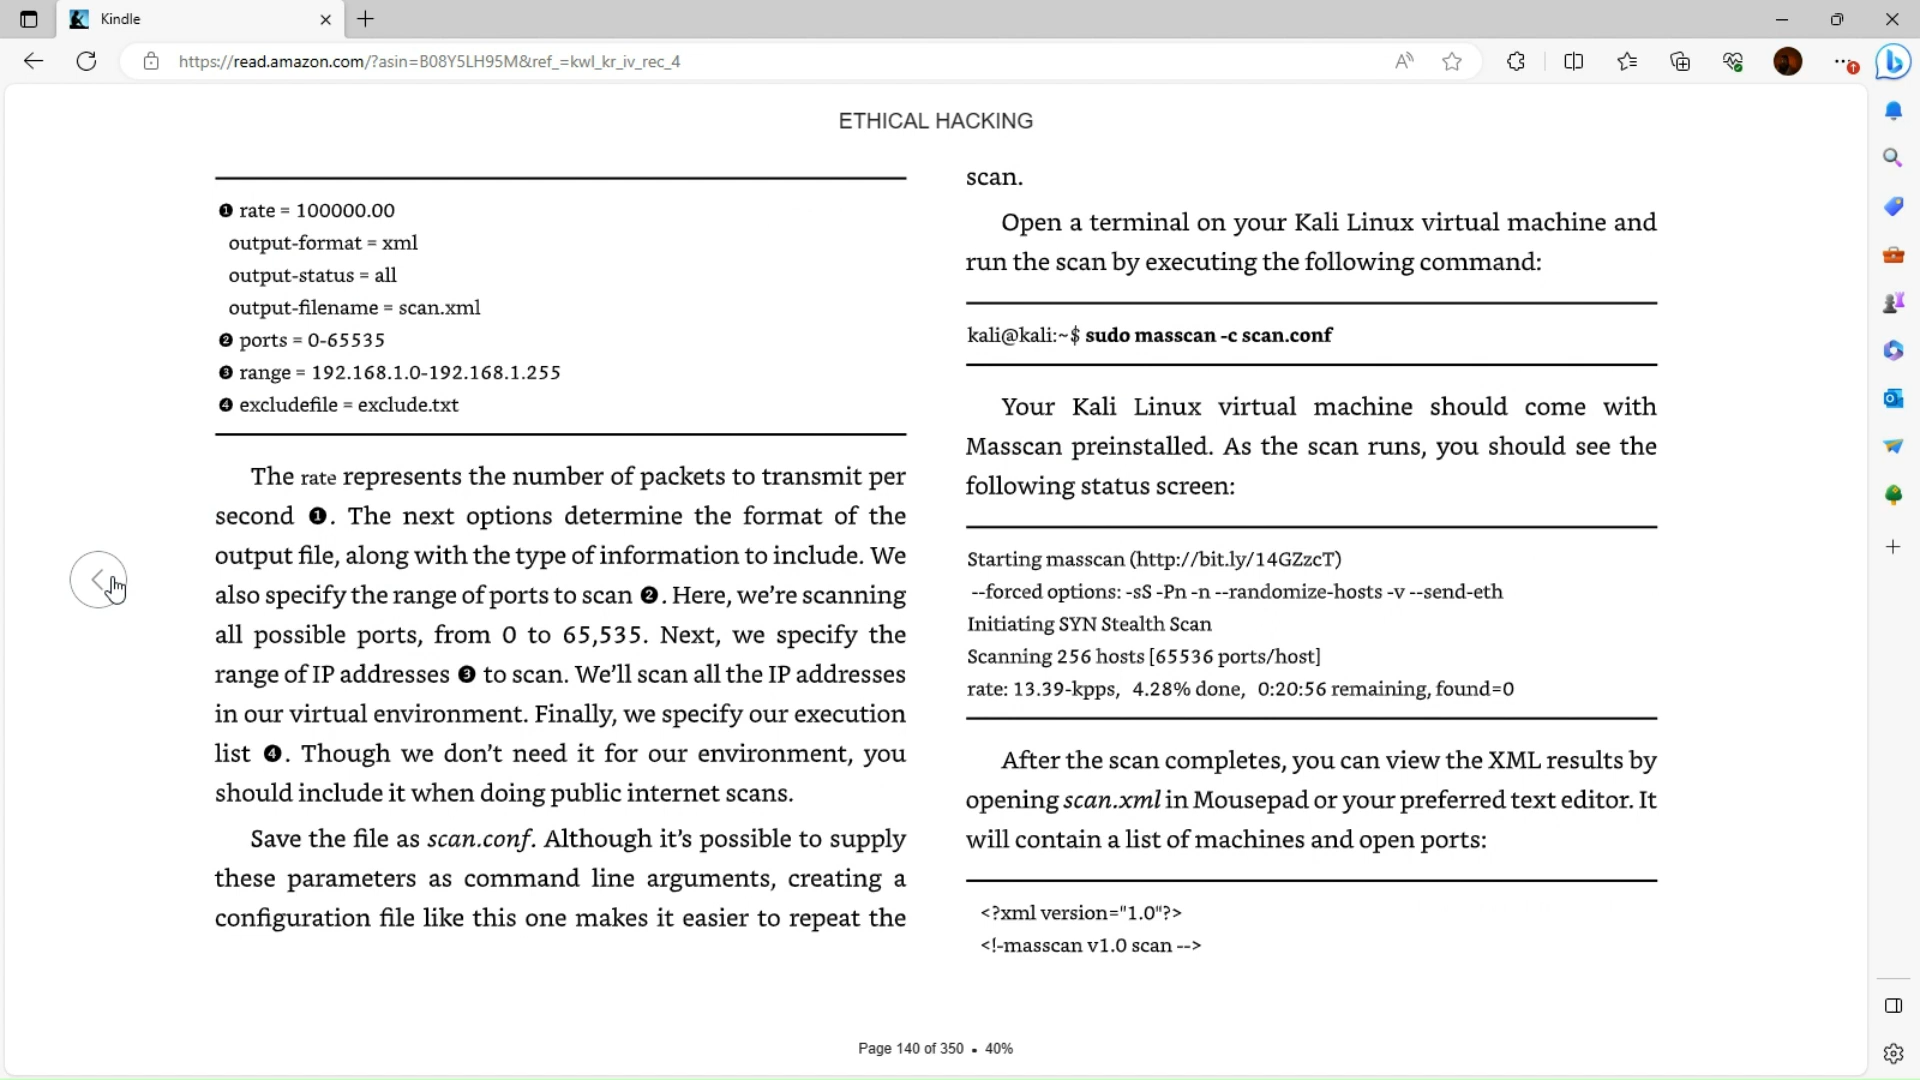 Kindle
https://read.amazon.com/?asin=B08Y5LH95M&ref_=kwl_kr_iv_rec_4
ETHICAL HACKING
❶ rate = 100000.00
output-format = xml
output-status = all
output-filename = scan.xml
❷ ports = 0-65535
❸ range = 192.168.1.0-192.168.1.255
❹ excludefile = exclude.txt
The rate represents the number of packets to transmit per
second ❶. The next options determine the format of the
output file, along with the type of information to include. We
also specify the range of ports to scan ❷. Here, we’re scanning
all possible ports, from 0 to 65,535. Next, we specify the
range of IP addresses ❸ to scan. We’ll scan all the IP addresses
in our virtual environment. Finally, we specify our execution
list ❹. Though we don’t need it for our environment, you
should include it when doing public internet scans.
Save the file as scan.conf. Although it’s possible to supply
these parameters as command line arguments, creating a
configuration file like this one makes it easier to repeat the
scan.
Open a terminal on your Kali Linux virtual machine and
run the scan by executing the following command:
kali@kali:~$ sudo masscan -c scan.conf
Your Kali Linux virtual machine should come with
Masscan preinstalled. As the scan runs, you should see the
following status screen:
Starting masscan (http://bit.ly/14GZzcT)
--forced options: -sS -Pn -n --randomize-hosts -v --send-eth
Initiating SYN Stealth Scan
Scanning 256 hosts [65536 ports/host]
rate: 13.39-kpps, 4.28% done, 0:20:56 remaining, found=0
After the scan completes, you can view the XML results by
opening scan.xml in Mousepad or your preferred text editor. It
will contain a list of machines and open ports:
<?xml version="1.0"?>
<!-masscan v1.0 scan -->
Page 140 of 350 • 40%